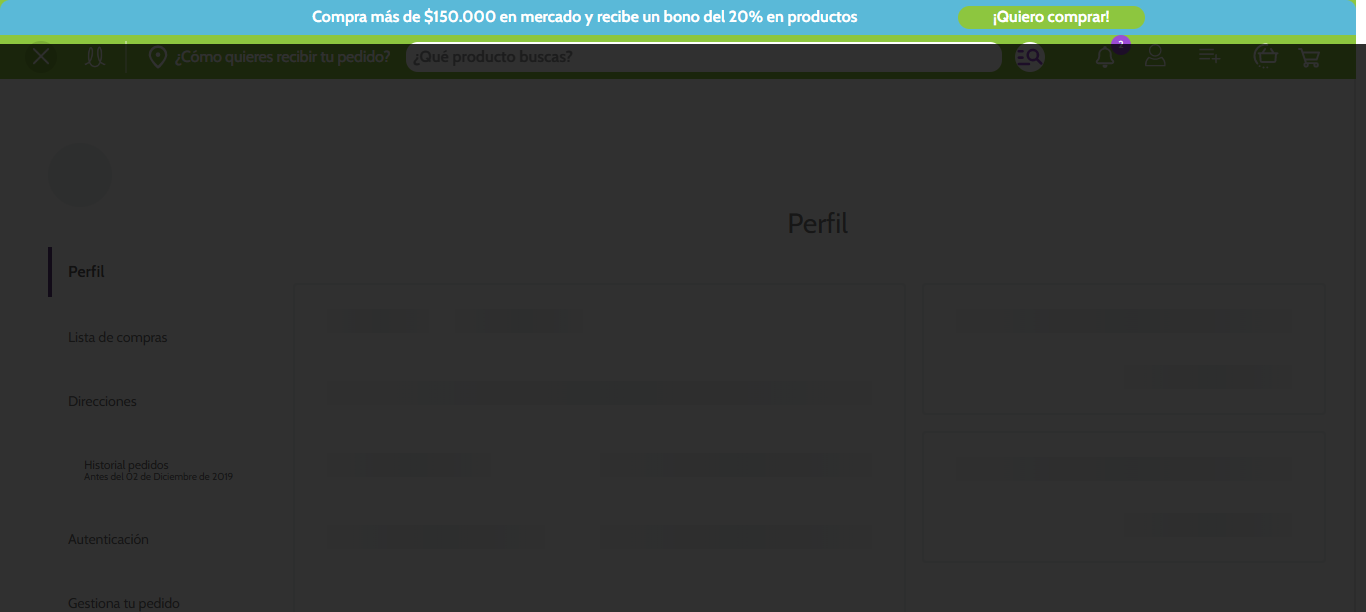 Compra más de $150.000 en mercado y recibe un bono del 20% en productos
¡Quiero comprar!
¿Cómo quieres recibir tu pedido?
¿Qué producto buscas?
2
Perfil
Perfil
Lista de compras
Direcciones
Historial pedidos
Antes del 02 de Diciembre de 2019
Autenticación
Gestiona tu pedido